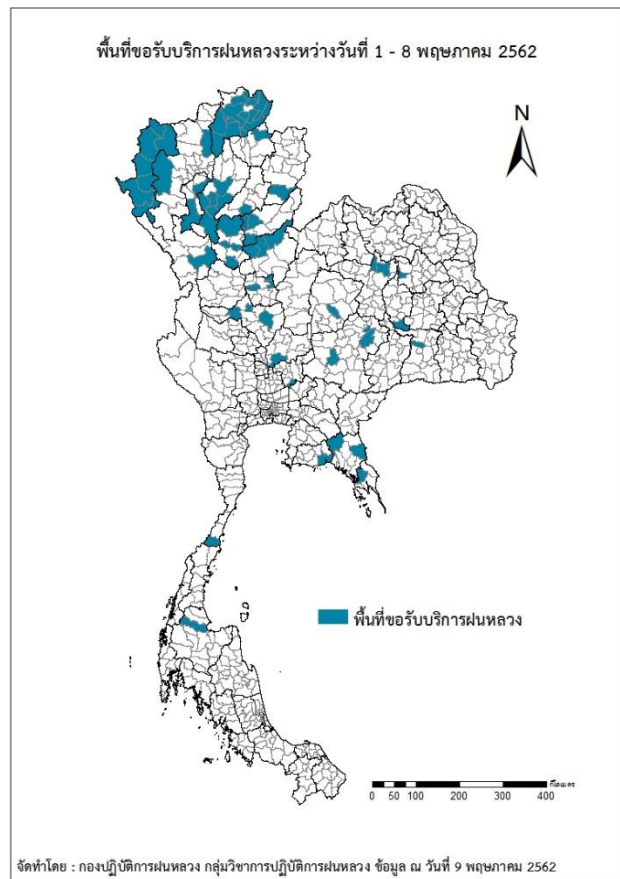 พื้นที่ขอรับบริการฝนหลวงระหว่างวันที่ 1 - 8 พฤษภาคม 2562
N
พื้นที่ขอรับบริการฝนหลวง
กิโลเมตร
0 50 100 200 300 400
จัดทำโดย : กองปฏิบัติการฝนหลวง กลุ่มวิชาการปฏิบัติการฝนหลวง ข้อมูล ณ วันที่ 9 พฤษภาคม 2562